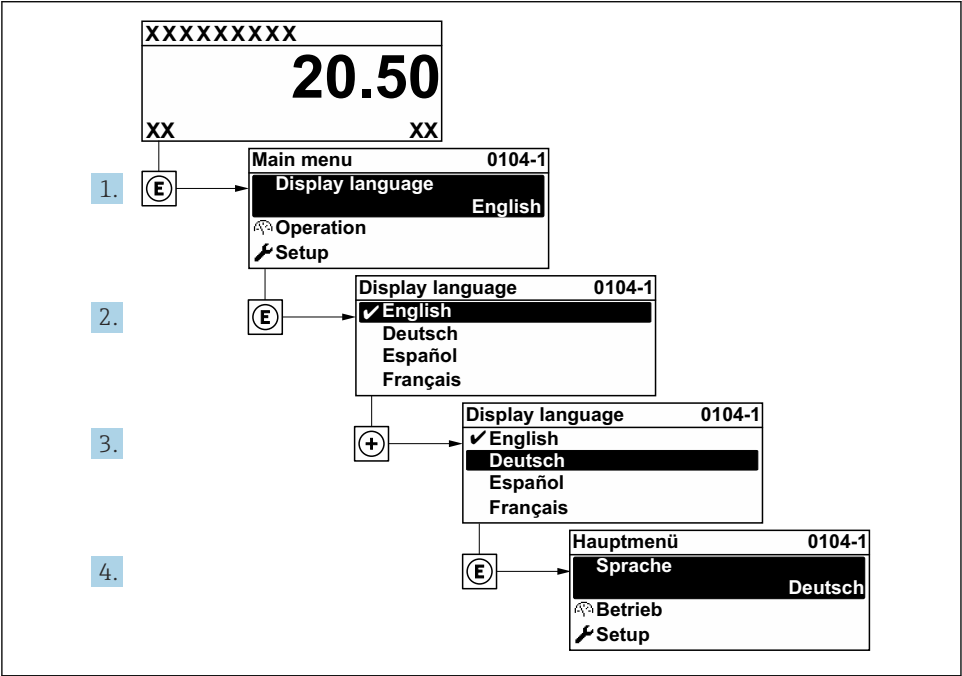 XXXXXXXXX
20.50
XX XX
1.
E
Main menu 0104-1
Display language
English
Operation
Setup
2.
E
Display language 0104-1
✔English
Deutsch
Español
Français
3.
+
Display language 0104-1
✔English
Deutsch
Español
Français
4.
E
Hauptmenü 0104-1
Sprache
Deutsch
Betrieb
Setup